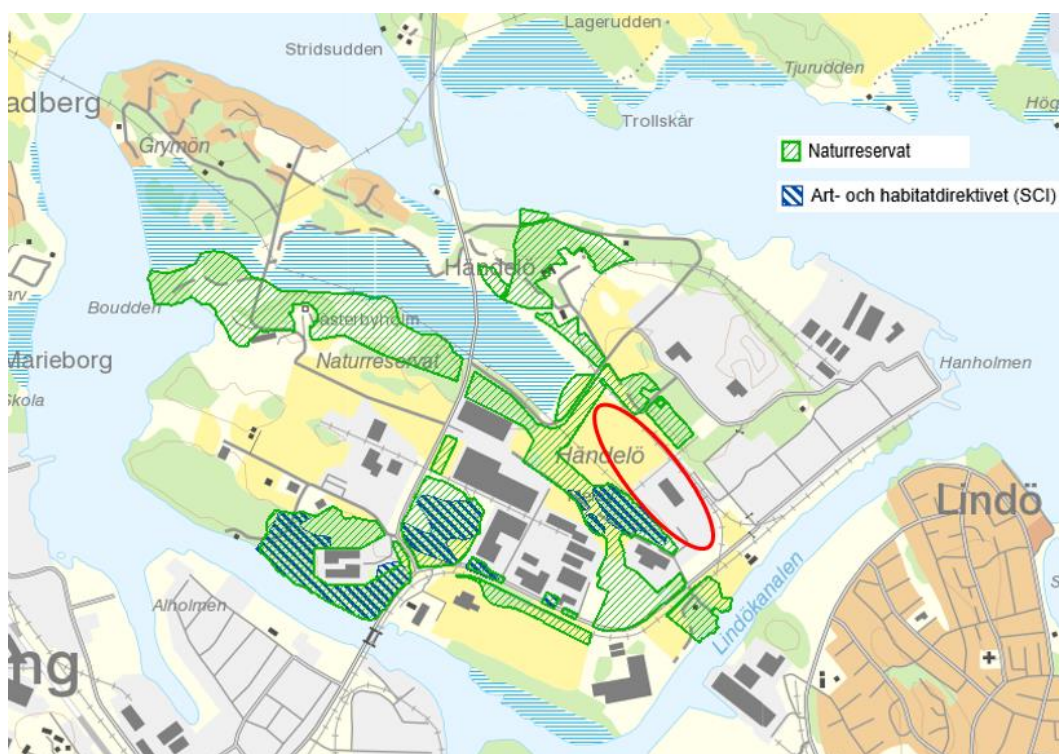 Lagerudden
Stridsudden
Tjurudden
adberg
Hög
Trollskär
Grymön
Naturreservat
Art- och habitatdirektivet (SCI)
Händelö
arv
Boudden
Västerbyholm
Marieborg
Naturreservat
Hanholmen
Skola
Händelö
Lindö
Lindökanalen
Alholmen
ng